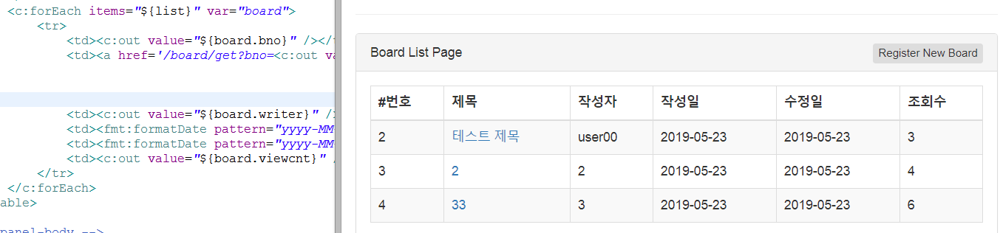 <c:forEach items="${list}" var="board">
<tr>
<td><c:out value="${board.bno}" /></
<td><a href='/board/get?bno=<c:out va
<td><c:out value="${board.writer}" /
<td><fmt:formatDate pattern="yyyy-MM
<td><fmt:formatDate pattern="yyyy-MM
<td><c:out value="${board.viewcnt}" /
</tr>
</c:forEach>
able>
panel-body -->
Board List Page Register New Board
#번호 제목 작성자 작성일 수정일 조회수
2 테스트 제목 user00 2019-05-23 2019-05-23 3
3 2 2 2019-05-23 2019-05-23 4
4 33 3 2019-05-23 2019-05-23 6